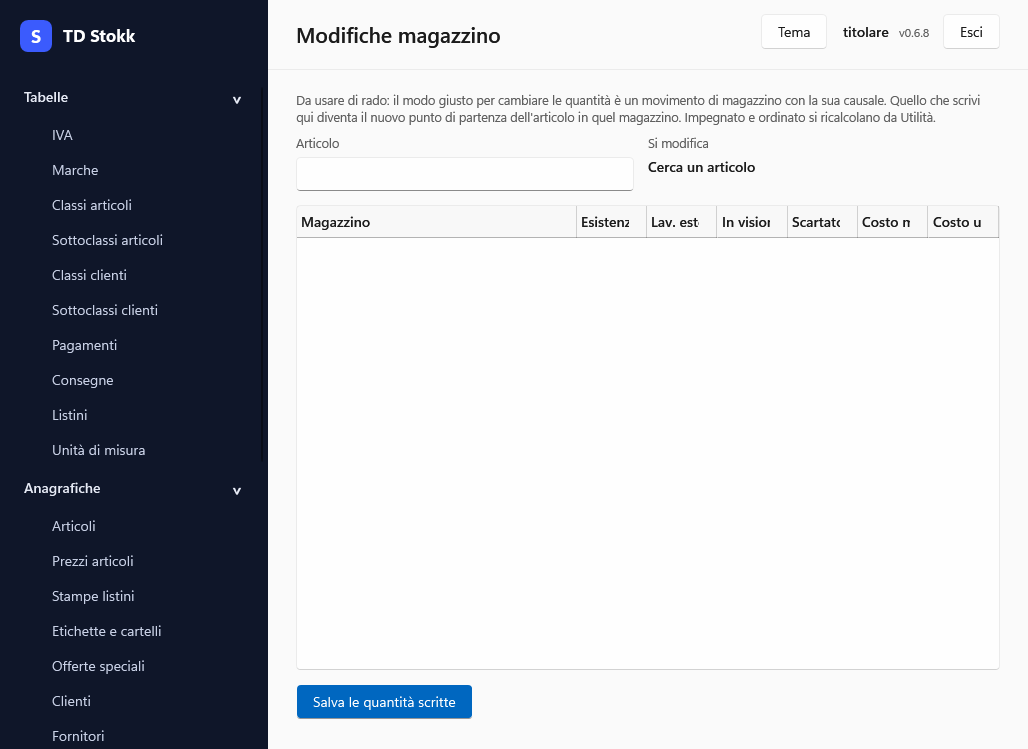 S TD Stokk
Tabelle
IVA
Marche
Classi articoli
Sottoclassi articoli
Classi clienti
Sottoclassi clienti
Pagamenti
Consegne
Listini
Unità di misura
Anagrafiche
Articoli
Prezzi articoli
Stampe listini
Etichette e cartelli
Offerte speciali
Clienti
Fornitori
Modifiche magazzino
Tema titolare v0.6.8 Esci
Da usare di rado: il modo giusto per cambiare le quantità è un movimento di magazzino con la sua causale. Quello che scrivi
qui diventa il nuovo punto di partenza dell'articolo in quel magazzino. Impegnato e ordinato si ricalcolano da Utilità.
Articolo
Si modifica
Cerca un articolo
Magazzino Esistenz Lav. est In vision Scartato Costo n Costo u
Salva le quantità scritte